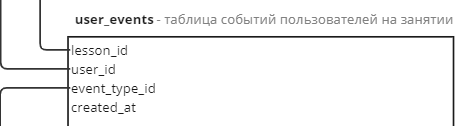 user_events - таблица событий пользователей на занятии
lesson_id
user_id
event_type_id
created_at